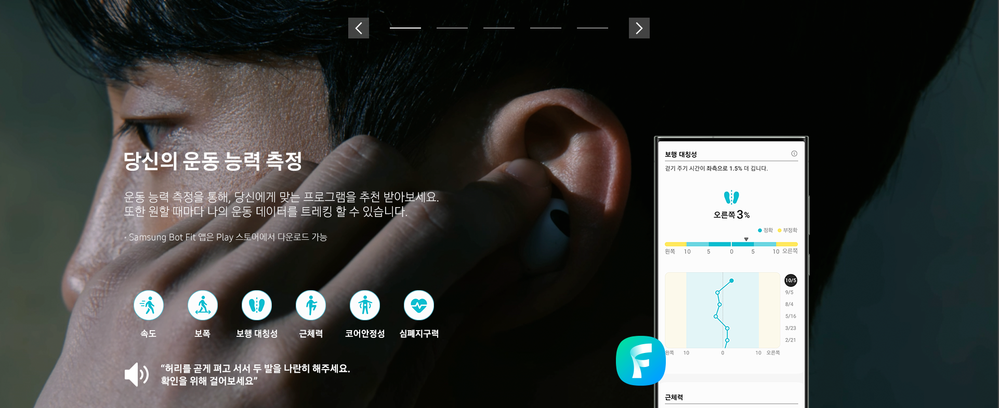 당신의 운동 능력 측정
운동 능력 측정을 통해, 당신에게 맞는 프로그램을 추천 받아보세요.
또한 원할 때마다 나의 운동 데이터를 트레킹 할 수 있습니다.
· Samsung Bot Fit 앱은 Play 스토어에서 다운로드 가능
속도
보폭
보행 대칭성
근체력
코어안정성
심폐지구력
“허리를 곧게 펴고 서서 두 발을 나란히 해주세요.
확인을 위해 걸어보세요”
보행 대칭성
걷기 주기 시간이 좌측으로 1.5% 더 깁니다.
오른쪽 3%
정확 부정확
왼쪽 10 5 0 5 10 오른쪽
10/5
9/5
8/4
5/16
3/23
2/21
왼쪽 10 0 10 오른쪽
F
근체력